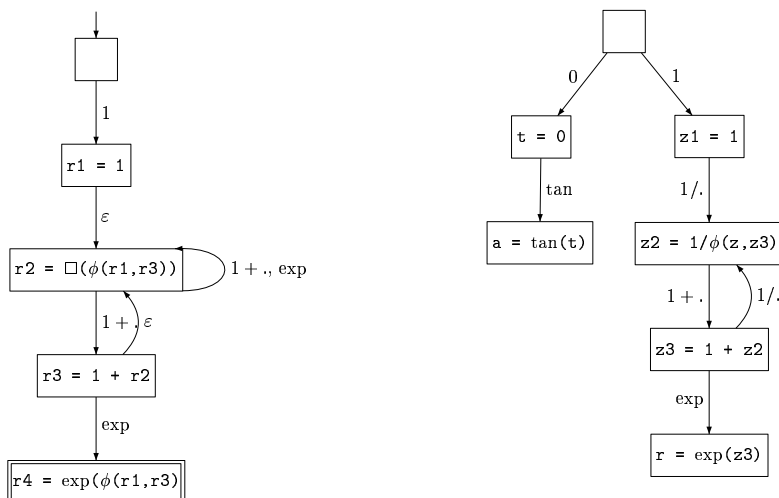 1
r1 = 1
ε
r2 = □(ϕ(r1,r3))
1 + ., exp
1 + .
ε
r3 = 1 + r2
exp
r4 = exp(ϕ(r1,r3)
0
1
t = 0
z1 = 1
tan
1/.
a = tan(t)
z2 = 1/ϕ(z,z3)
1 + .
1/.
z3 = 1 + z2
exp
r = exp(z3)